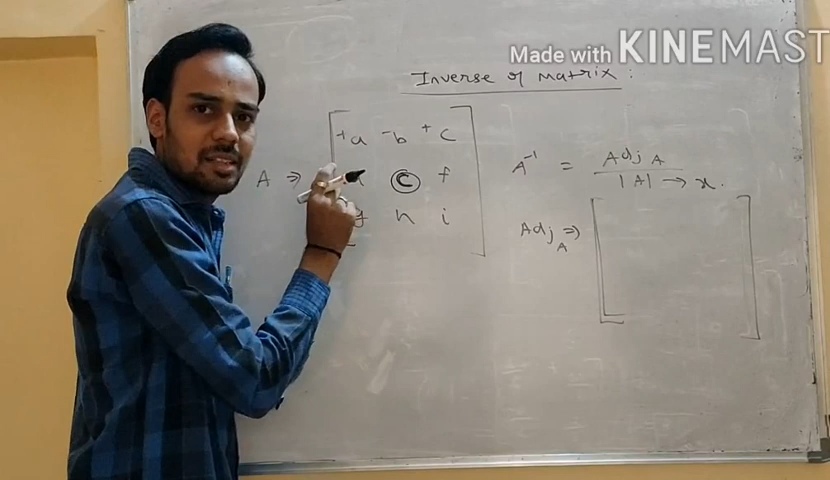 Made with KINEMAST
Inverse of Matrix :
+a -b +c
A ⇒ c f
h i
A⁻¹ = Adj A / |A| → x.
Adj A ⇒